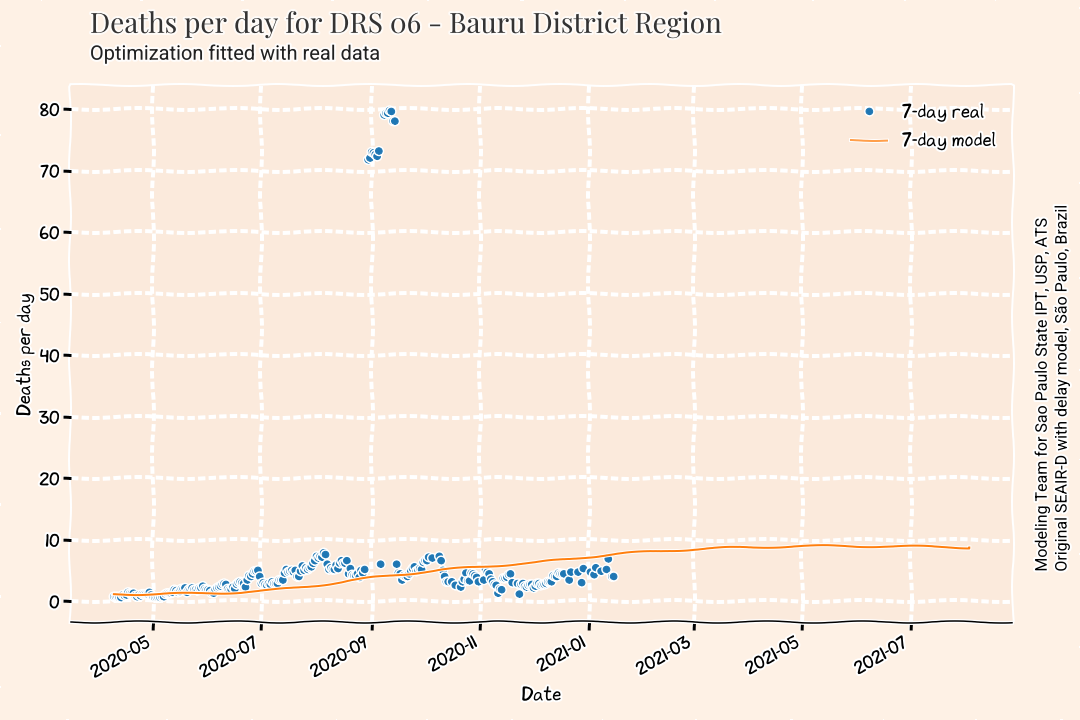 Deaths per day for DRS 06 - Bauru District Region
Optimization fitted with real data
7-day real
7-day model
80
70
60
50
40
30
20
10
0
Deaths per day
2020-05
2020-07
2020-09
2020-11
2021-01
2021-03
2021-05
2021-07
Date
Modeling Team for Sao Paulo State IPT, USP, ATS
Original SEAIR-D with delay model, São Paulo, Brazil